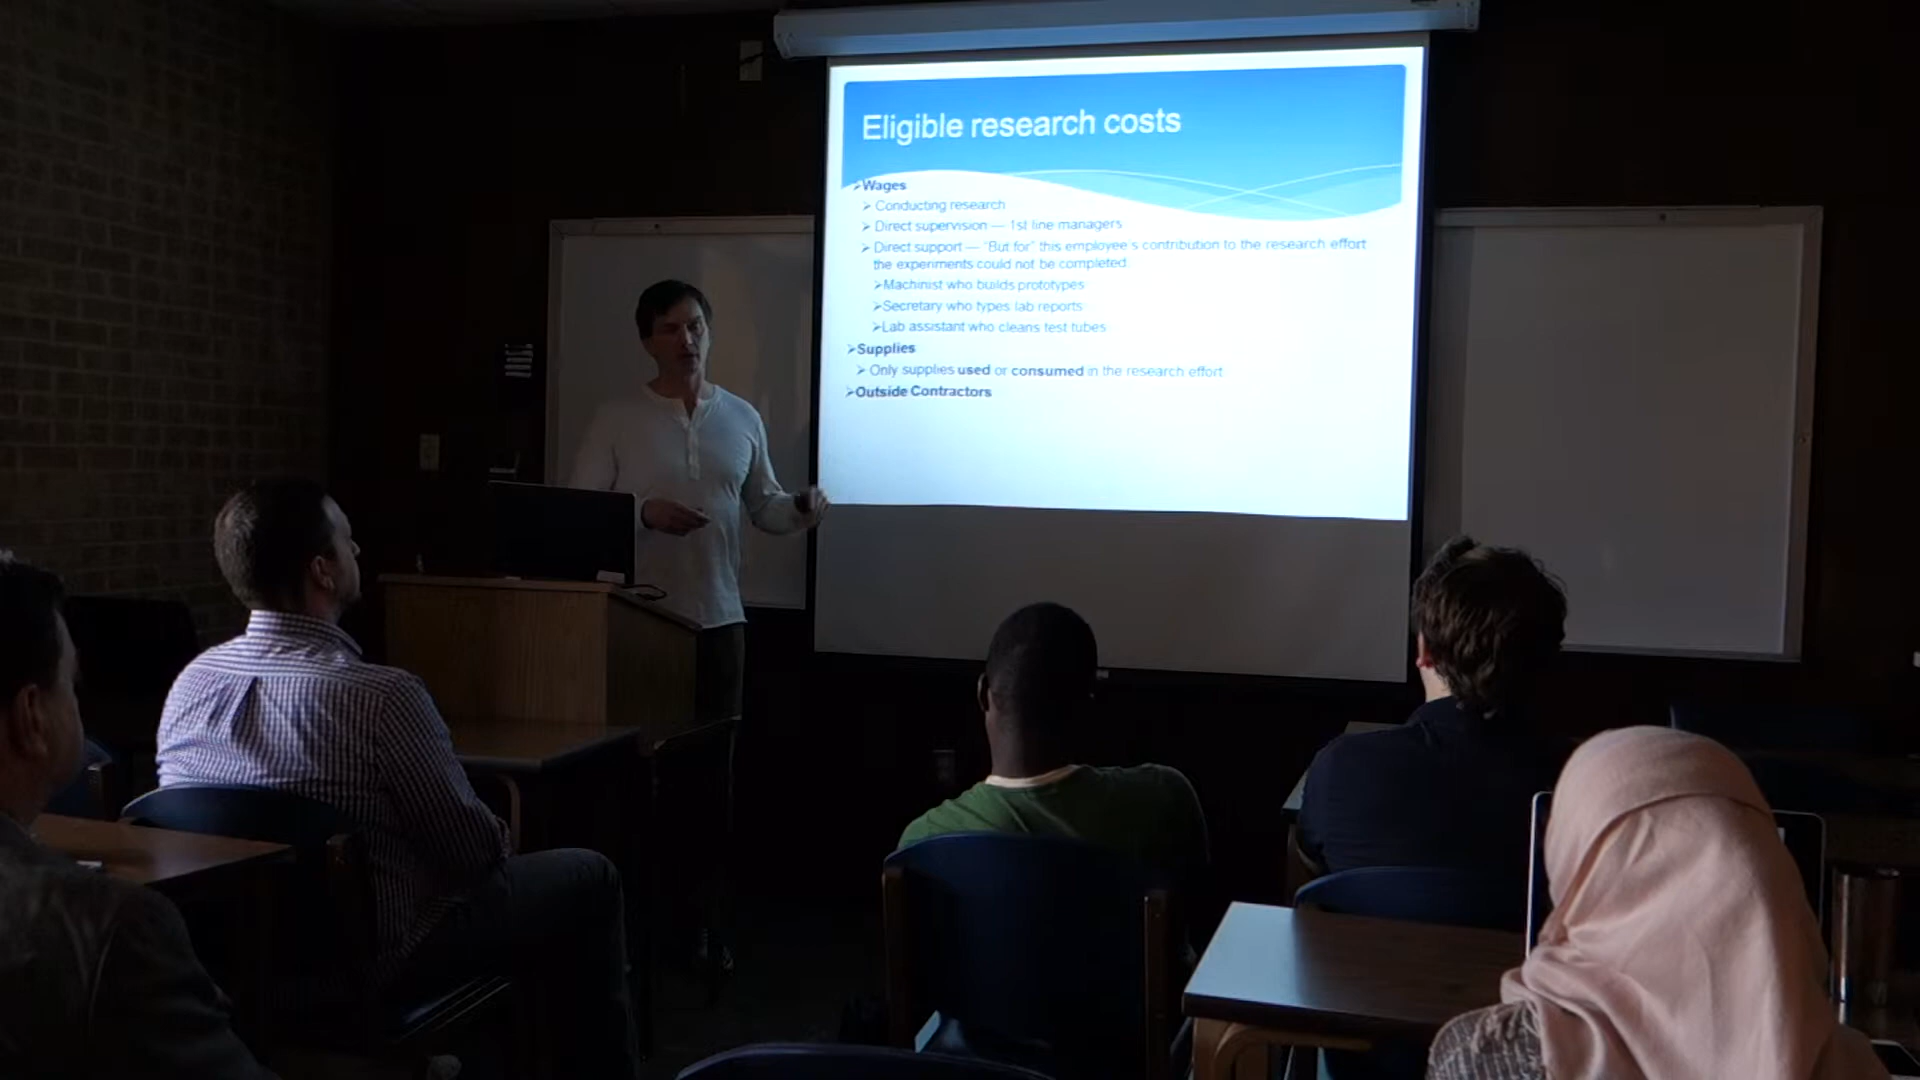 Eligible research costs
➢Wages
➢ Conducting research
➢ Direct supervision — 1st line managers
➢ Direct support — "But for" this employee's contribution to the research effort
the experiments could not be completed.
➢Machinist who builds prototypes
➢Secretary who types lab reports
➢Lab assistant who cleans test tubes
➢Supplies
➢ Only supplies used or consumed in the research effort
➢Outside Contractors